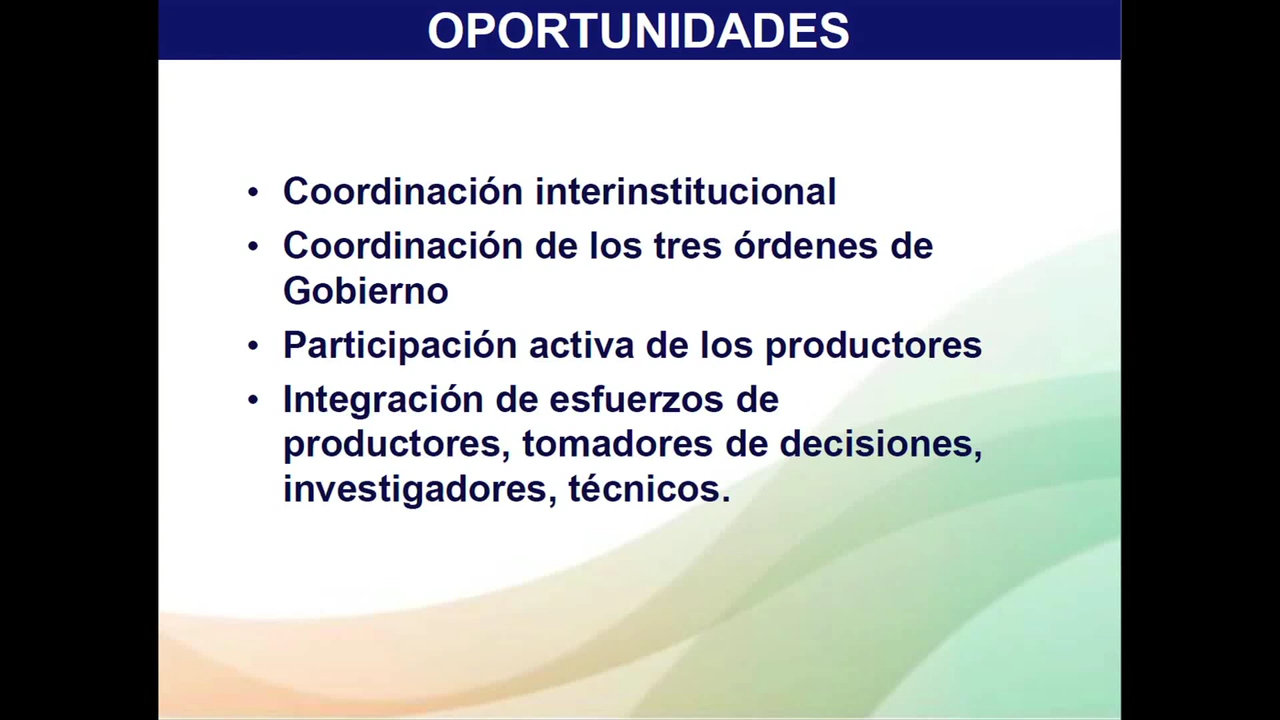 OPORTUNIDADES
• Coordinación interinstitucional
• Coordinación de los tres órdenes de
Gobierno
• Participación activa de los productores
• Integración de esfuerzos de
productores, tomadores de decisiones,
investigadores, técnicos.